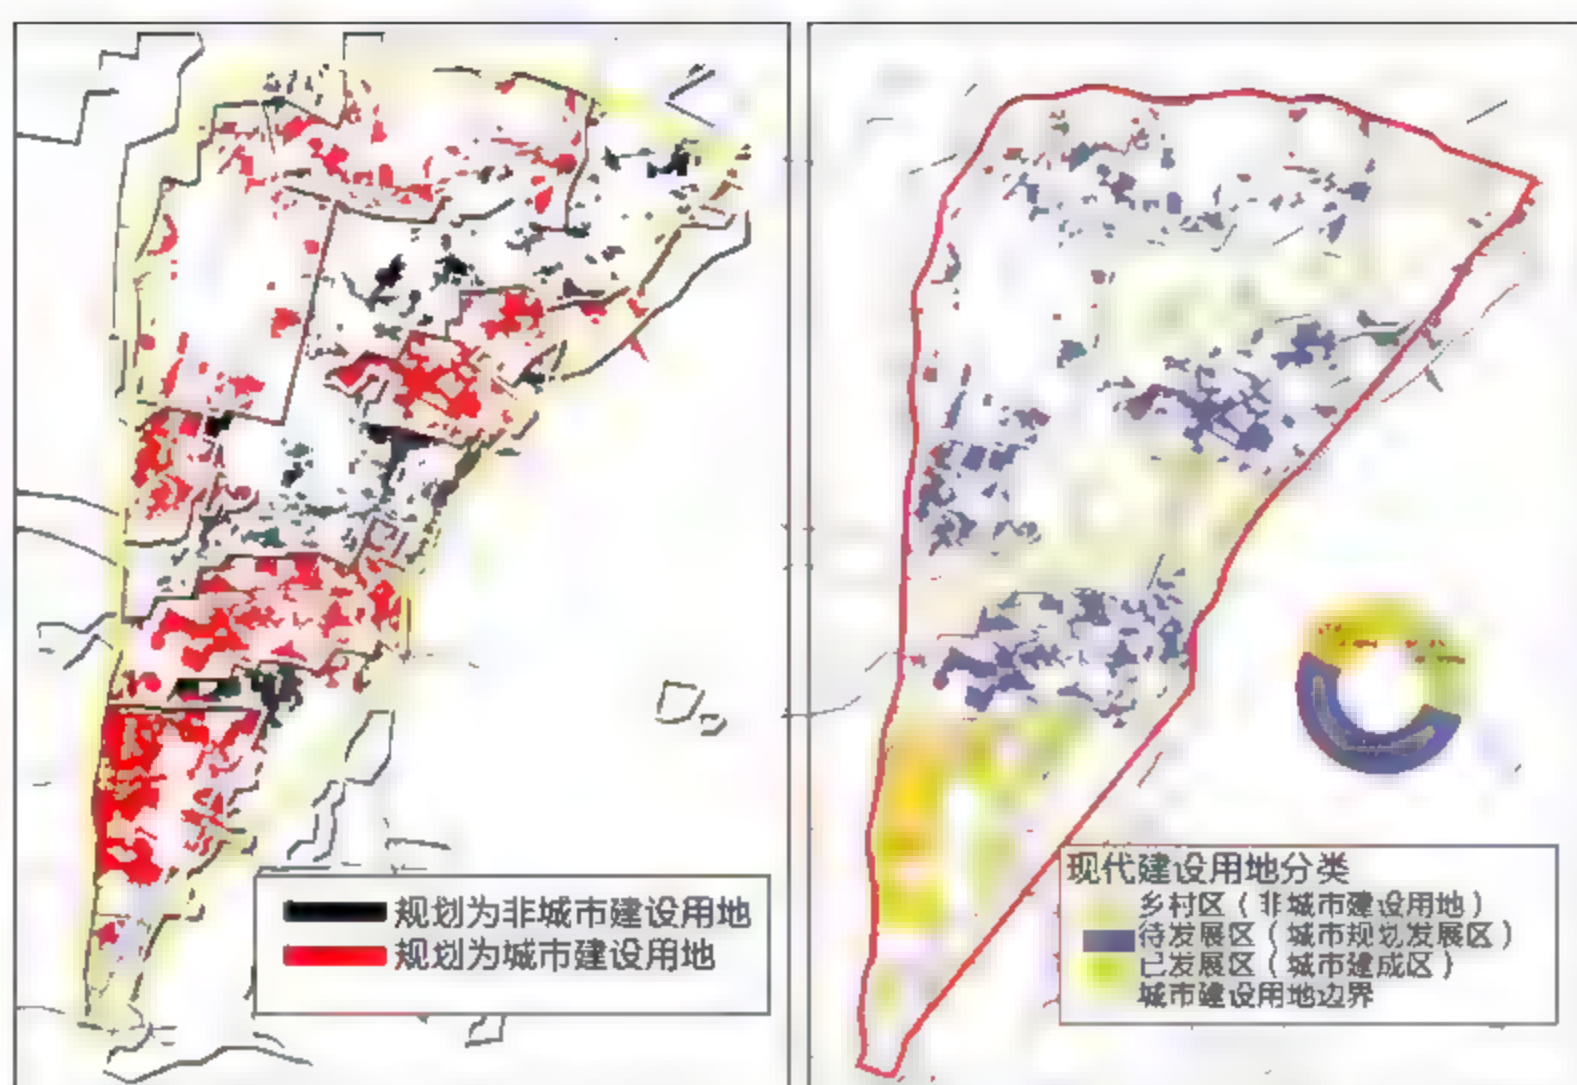 规划为非城市建设用地
规划为城市建设用地
现代建设用地分类
乡村区（非城市建设用地）
待发展区（城市规划发展区）
已发展区（城市建成区）
城市建设用地边界